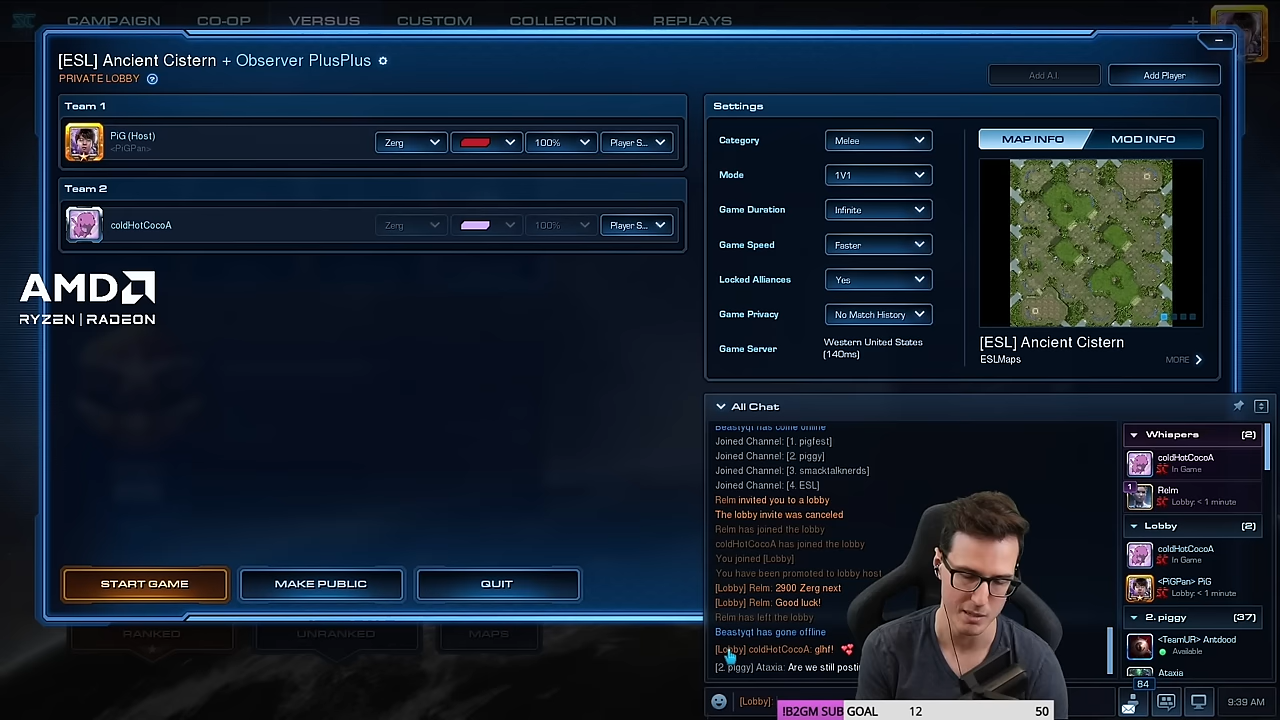 CAMPAIGN CO-OP VERSUS CUSTOM COLLECTION REPLAYS
[ESL] Ancient Cistern + Observer PlusPlus
PRIVATE LOBBY ?
Add A.I. Add Player
Team 1
PiG (Host)
<PiGPan>
Zerg 100% Player S...
Team 2
coldHotCocoA Zerg 100% Player S...
AMD
RYZEN | RADEON
Settings
Category Melee
Mode 1V1
Game Duration Infinite
Game Speed Faster
Locked Alliances Yes
Game Privacy No Match History
Game Server Western United States
(140ms)
MAP INFO MOD INFO
[ESL] Ancient Cistern
ESLMaps MORE
START GAME MAKE PUBLIC QUIT
RANKED UNRANKED MAPS
All Chat
Beastyqt has come online
Joined Channel: [1. pigfest]
Joined Channel: [2. piggy]
Joined Channel: [3. smacktalknerds]
Joined Channel: [4. ESL]
Relm invited you to a lobby
The lobby invite was canceled
Relm has joined the lobby
coldHotCocoA has joined the lobby
You joined [Lobby]
You have been promoted to lobby host
[Lobby] Relm: 2900 Zerg next
[Lobby] Relm: Good luck!
Relm has left the lobby
Beastyqt has gone offline
[Lobby] coldHotCocoA: glhf!
[2. piggy] Ataxia: Are we still
[Lobby]:
Whispers (2)
coldHotCocoA
In Game
1 Relm
Lobby: < 1 minute
Lobby (2)
coldHotCocoA
In Game
<PiGPan> PiG
Lobby: < 1 minute
2. piggy (37)
<TeamUR> Antdood
Available
Ataxia
84
9:39 AM
IB2GM SUB GOAL 12 50